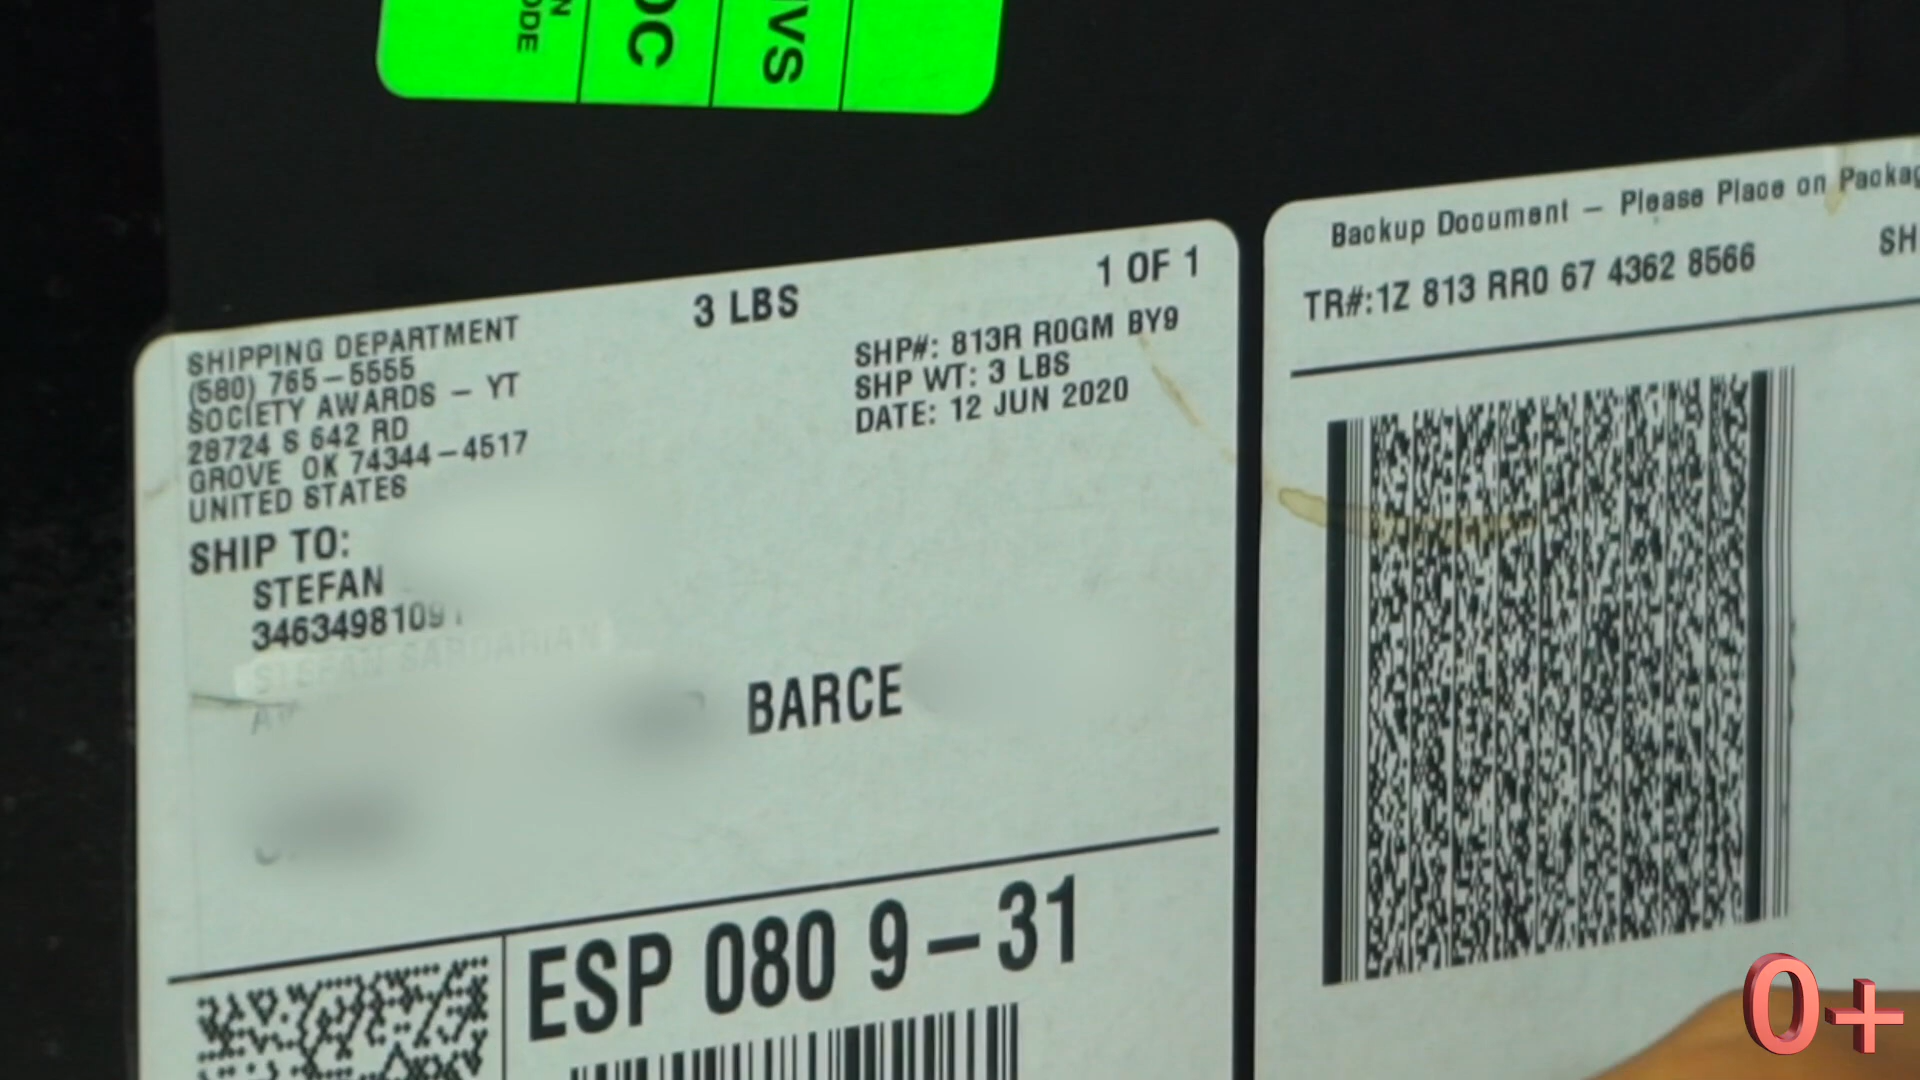 ODE
OC
VS
3 LBS
1 OF 1
SHIPPING DEPARTMENT
(580) 765-5555
SOCIETY AWARDS - YT
28724 S 642 RD
GROVE OK 74344-4517
UNITED STATES
SHP#: 813R R0GM BY9
SHP WT: 3 LBS
DATE: 12 JUN 2020
SHIP TO:
STEFAN
34634981091
STEFAN
BARCE
ESP 080 9-31
Backup Document - Please Place on Packag
TR#:1Z 813 RR0 67 4362 8566
SH
0+